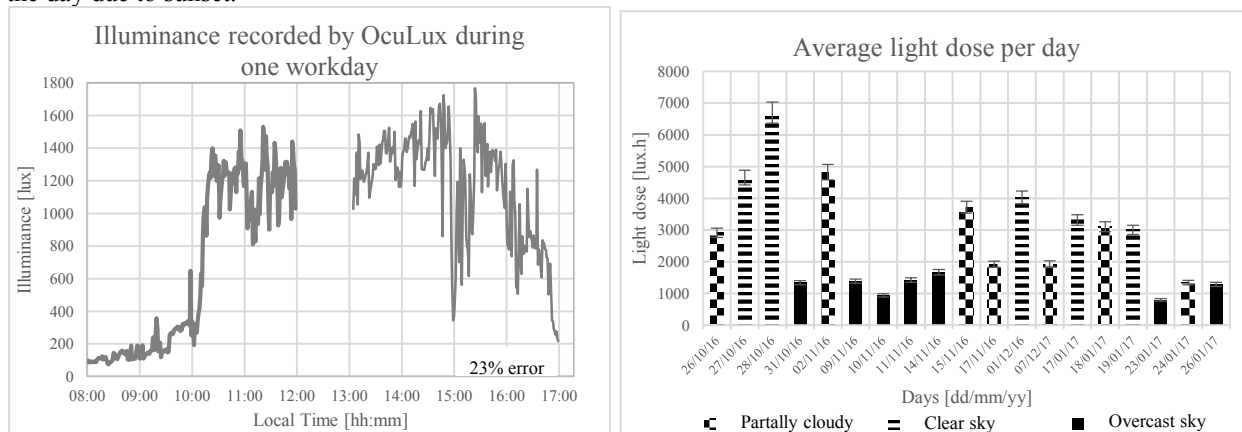 the day due to sunset.
Illuminance recorded by OcuLux during
one workday
Illuminance [lux]
1800
1600
1400
1200
1000
800
600
400
200
0
23% error
08:00 09:00 10:00 11:00 12:00 13:00 14:00 15:00 16:00 17:00
Local Time [hh:mm]
Average light dose per day
Light dose [lux.h]
8000
7000
6000
5000
4000
3000
2000
1000
0
26/10/16 27/10/16 28/10/16 31/10/16 02/11/16 09/11/16 10/11/16 11/11/16 14/11/16 15/11/16 17/11/16 01/12/16 07/12/17 17/01/17 18/01/17 19/01/17 23/01/17 24/01/17 26/01/17
Days [dd/mm/yy]
Partially cloudy Clear sky Overcast sky